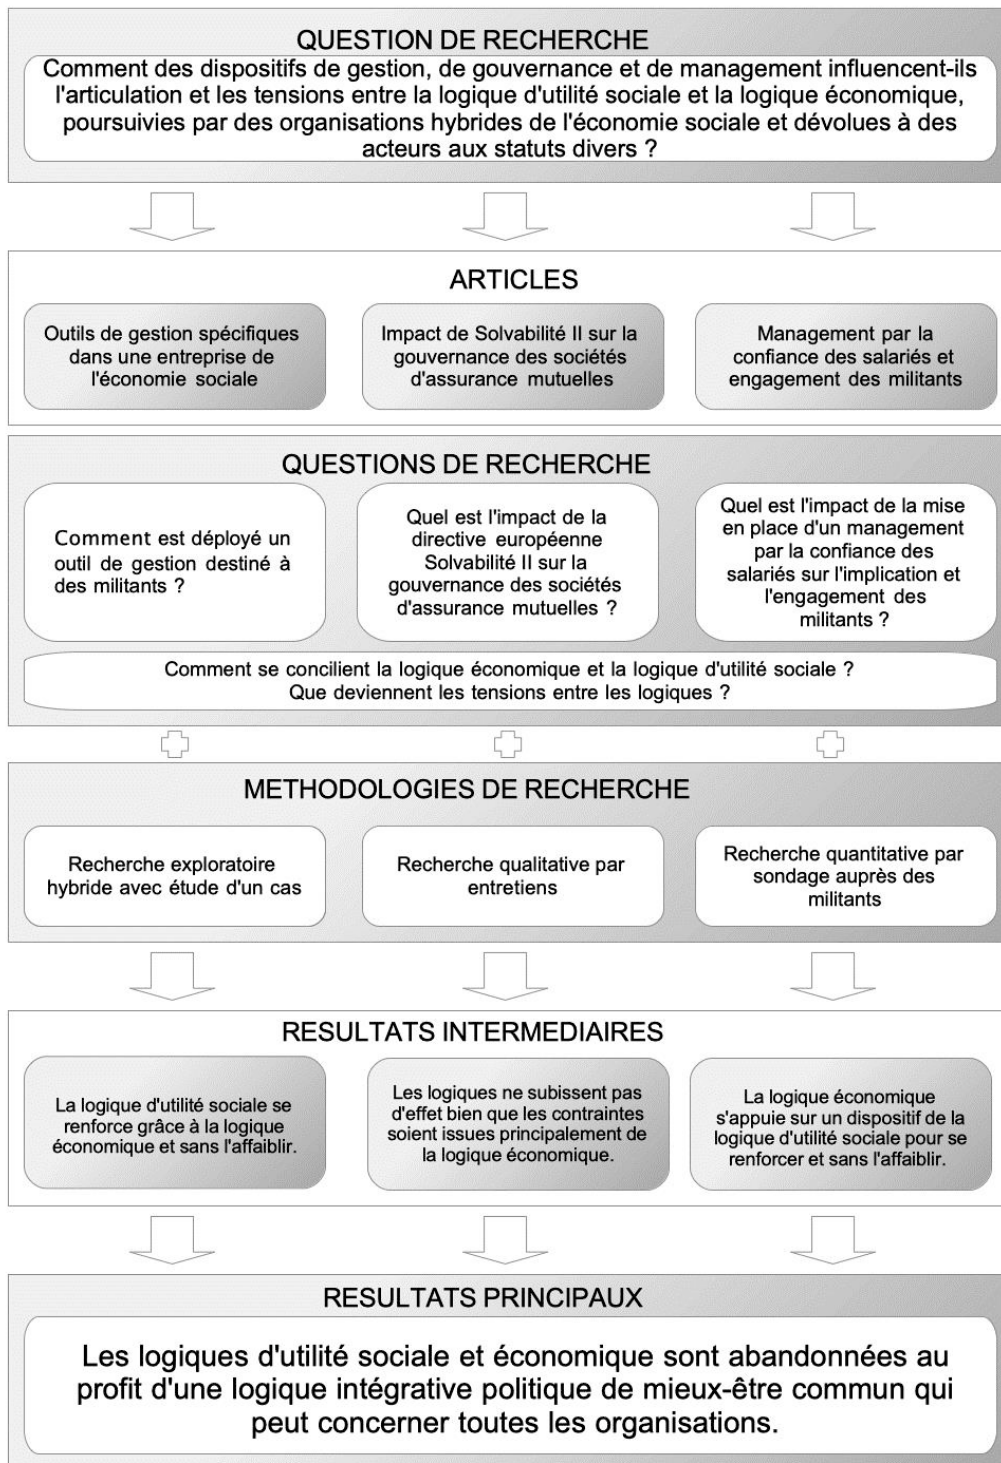 QUESTION DE RECHERCHE
Comment des dispositifs de gestion, de gouvernance et de management influencent-ils
l'articulation et les tensions entre la logique d'utilité sociale et la logique économique,
poursuivies par des organisations hybrides de l'économie sociale et dévolues à des
acteurs aux statuts divers ?
ARTICLES
Outils de gestion spécifiques
dans une entreprise de
l'économie sociale
Impact de Solvabilité II sur la
gouvernance des sociétés
d'assurance mutuelles
Management par la
confiance des salariés et
engagement des militants
QUESTIONS DE RECHERCHE
Comment est déployé un
outil de gestion destiné à
des militants ?
Quel est l'impact de la
directive européenne
Solvabilité II sur la
gouvernance des sociétés
d'assurance mutuelles ?
Quel est l'impact de la mise
en place d'un management
par la confiance des
salariés sur l'implication et
l'engagement des
militants ?
Comment se concilient la logique économique et la logique d'utilité sociale ?
Que deviennent les tensions entre les logiques ?
METHODOLOGIES DE RECHERCHE
Recherche exploratoire
hybride avec étude d'un cas
Recherche qualitative par
entretiens
Recherche quantitative par
sondage auprès des
militants
RESULTATS INTERMEDIAIRES
La logique d'utilité sociale se
renforce grâce à la logique
économique et sans l'affaiblir.
Les logiques ne subissent pas
d'effet bien que les contraintes
soient issues principalement de
la logique économique.
La logique économique
s'appuie sur un dispositif de la
logique d'utilité sociale pour se
renforcer et sans l'affaiblir.
RESULTATS PRINCIPAUX
Les logiques d'utilité sociale et économique sont abandonnées au
profit d'une logique intégrative politique de mieux-être commun qui
peut concerner toutes les organisations.